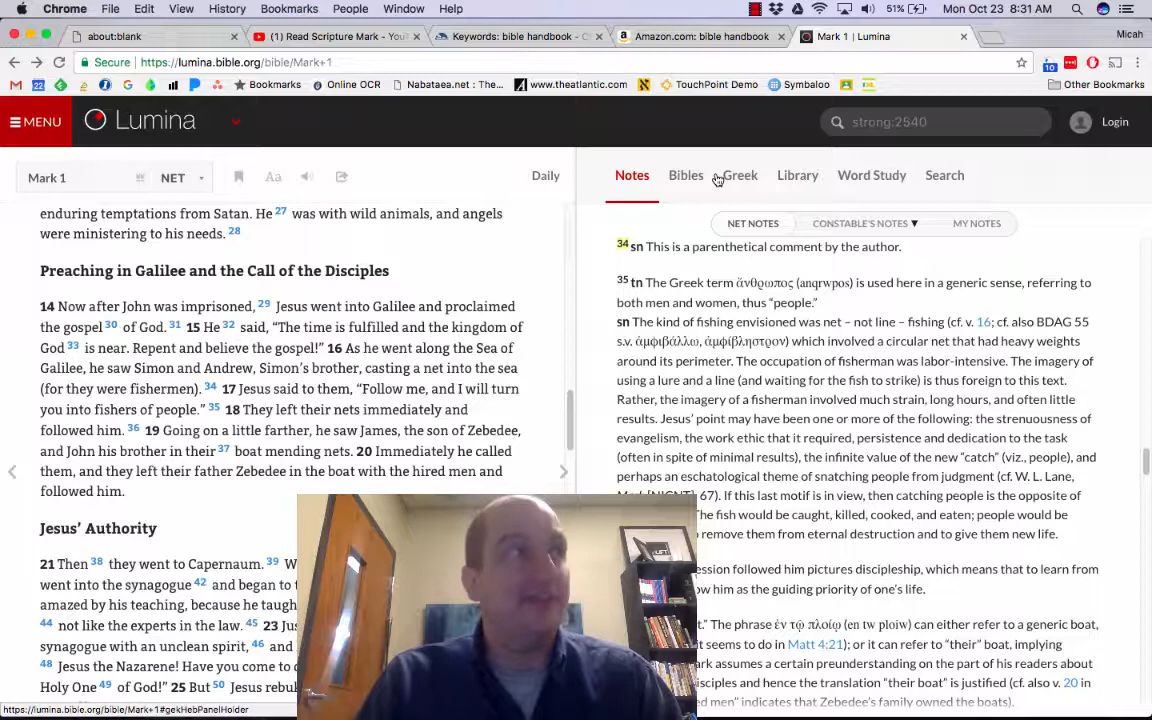 Chrome File Edit View History Bookmarks People Window Help 51% Mon Oct 23 8:31 AM
about:blank (1) Read Scripture Mark - You Keywords: bible handbook - C Amazon.com: bible handbook Mark 1 | Lumina Micah
Secure https://lumina.bible.org/bible/Mark+1
Bookmarks Online OCR Nabataea.net : The... www.theatlantic.com TouchPoint Demo Symbaloo Other Bookmarks
MENU Lumina strong:2540 Login
Mark 1 NET Aa Daily
Notes Bibles Greek Library Word Study Search
NET NOTES CONSTABLE'S NOTES ▼ MY NOTES
enduring temptations from Satan. He 27 was with wild animals, and angels
were ministering to his needs. 28
Preaching in Galilee and the Call of the Disciples
14 Now after John was imprisoned, 29 Jesus went into Galilee and proclaimed
the gospel 30 of God. 31 15 He 32 said, “The time is fulfilled and the kingdom of
God 33 is near. Repent and believe the gospel!” 16 As he went along the Sea of
Galilee, he saw Simon and Andrew, Simon’s brother, casting a net into the sea
(for they were fishermen). 34 17 Jesus said to them, “Follow me, and I will turn
you into fishers of people.” 35 18 They left their nets immediately and
followed him. 36 19 Going on a little farther, he saw James, the son of Zebedee,
and John his brother in their 37 boat mending nets. 20 Immediately he called
them, and they left their father Zebedee in the boat with the hired men and
followed him.
Jesus’ Authority
21 Then 38 they went to Capernaum. 39 W
went into the synagogue 42 and began to t
amazed by his teaching, because he taugh
44 not like the experts in the law. 45 23 Jus
synagogue with an unclean spirit, 46 and
48 Jesus the Nazarene! Have you come to d
Holy One 49 of God!” 25 But 50 Jesus rebul
34 sn This is a parenthetical comment by the author.
35 tn The Greek term ἄνθρωπος (anqrwpos) is used here in a generic sense, referring to
both men and women, thus “people.”
sn The kind of fishing envisioned was net – not line – fishing (cf. v. 16; cf. also BDAG 55
s.v. ἀμφιβάλλω, ἀμφίβληστρον) which involved a circular net that had heavy weights
around its perimeter. The occupation of fisherman was labor-intensive. The imagery of
using a lure and a line (and waiting for the fish to strike) is thus foreign to this text.
Rather, the imagery of a fisherman involved much strain, long hours, and often little
results. Jesus’ point may have been one or more of the following: the strenuousness of
evangelism, the work ethic that it required, persistence and dedication to the task
(often in spite of minimal results), the infinite value of the new “catch” (viz., people), and
perhaps an eschatological theme of snatching people from judgment (cf. W. L. Lane,
Mark [NICNT], 67). If this last motif is in view, then catching people is the opposite of
The fish would be caught, killed, cooked, and eaten; people would be
remove them from eternal destruction and to give them new life.
ession followed him pictures discipleship, which means that to learn from
ow him as the guiding priority of one’s life.
t.” The phrase ἐν τῷ πλοίῳ (en tw ploiw) can either refer to a generic boat,
t seems to do in Matt 4:21); or it can refer to “their” boat, implying
rk assumes a certain preunderstanding on the part of his readers about
sciples and hence the translation “their boat” is justified (cf. also v. 20 in
ed men” indicates that Zebedee’s family owned the boats).
https://lumina.bible.org/bible/Mark+1#gekHebPanelHolder